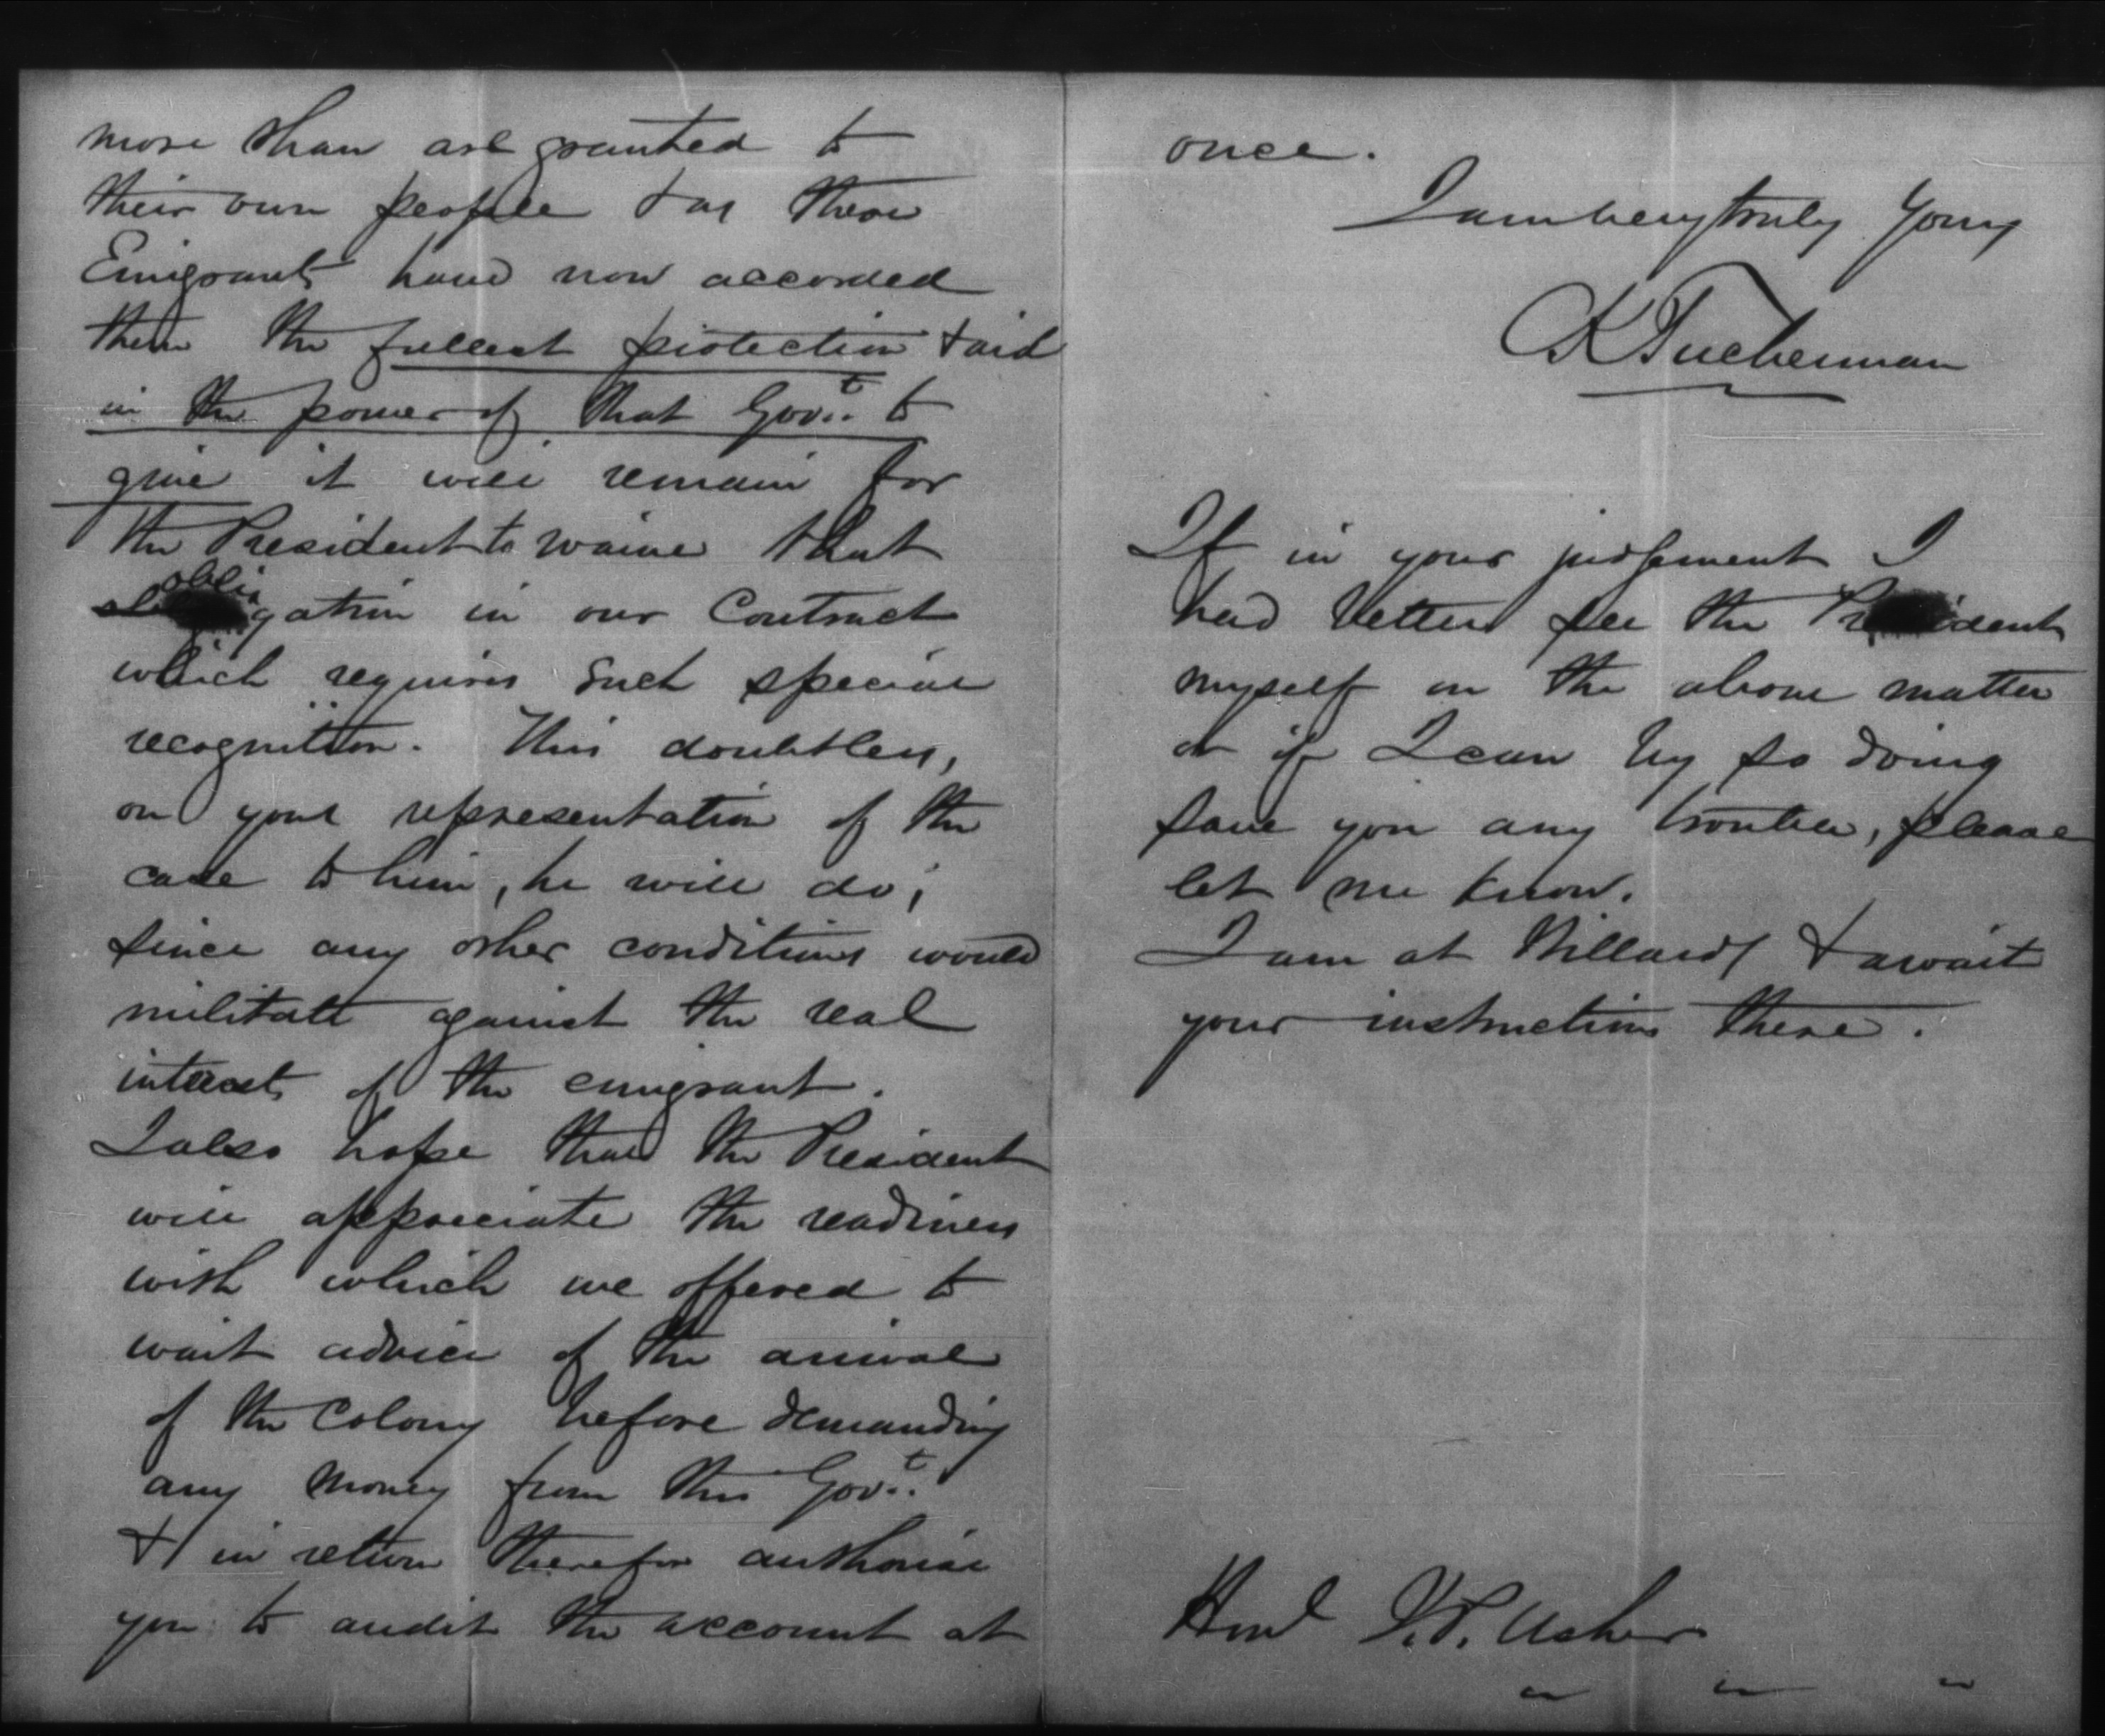 more than are granted to
their own people & as these
Emigrants have now accorded
them the fullest protection & aid
in the power of that Govt. to
give it will remain for
the President to waive that
obligation in our Contract
which requires such special
recognition. This doubtless,
on your representation of the
case to him, he will do;
since any other conditions would
militate against the real
interests of the emigrant.
I also hope that the President
will appreciate the readiness
with which we offered to
wait advice of the arrival
of the Colony before demanding
any money from this Govt.
& in return therefor authorise
you to audit the account at
once.
I am very truly Yours
CK Tuckerman
If in your judgement I
had better see the President
myself on the above matter
or if I can by so doing
save you any trouble, please
let me know.
I am at Willards & await
your instructions there.
Honl J.P. Usher